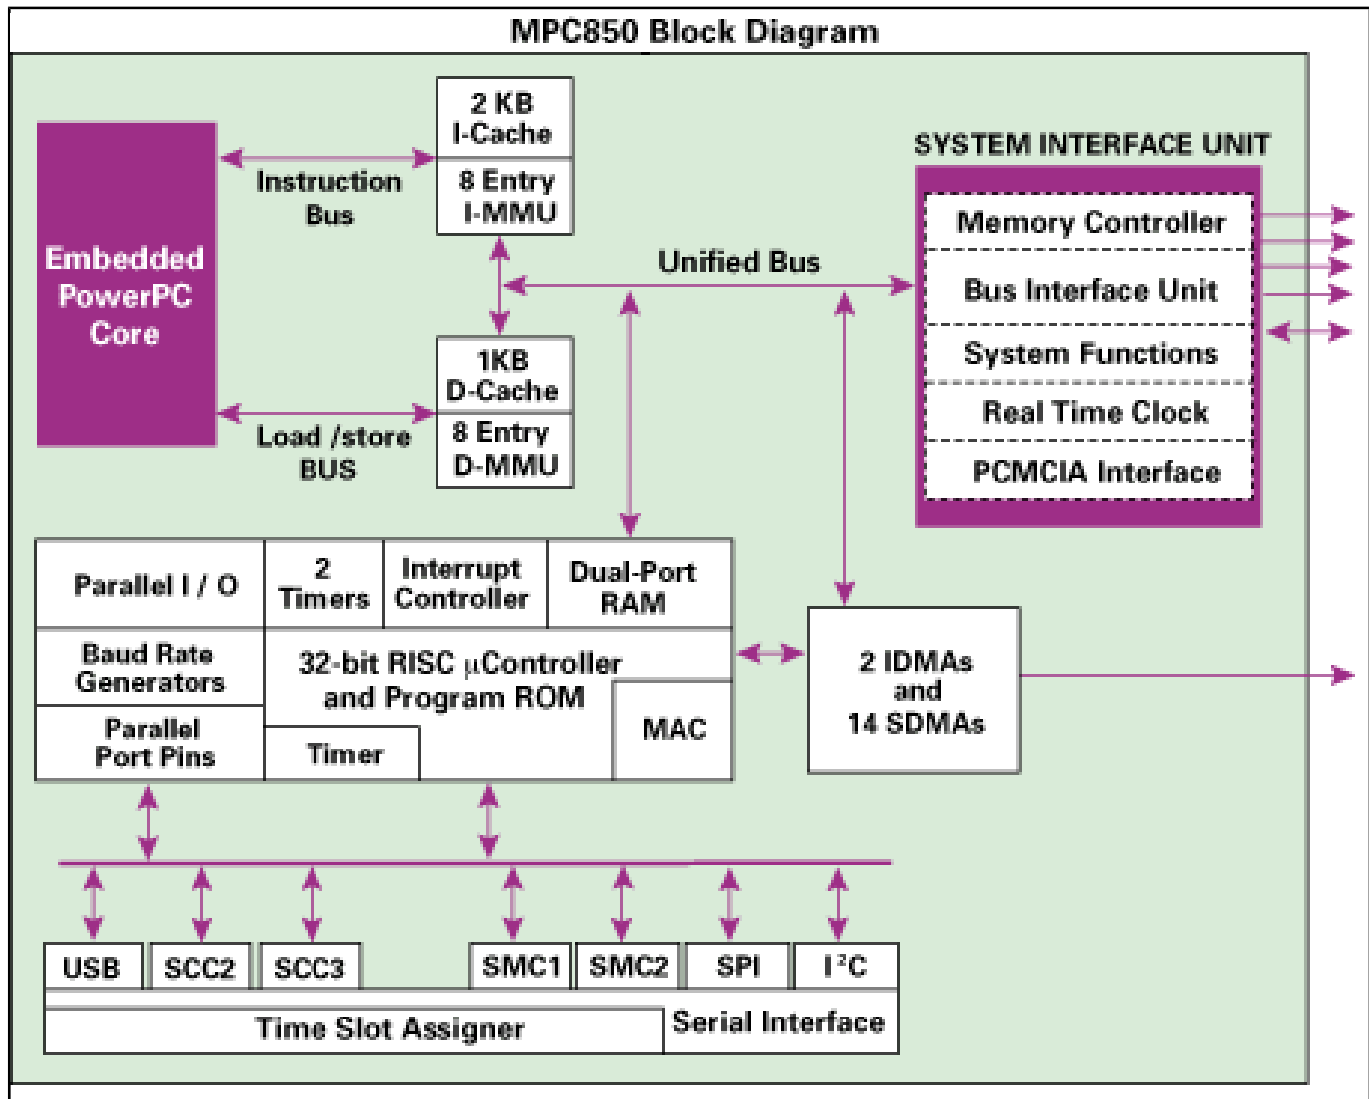 MPC850 Block Diagram
2 KB
I-Cache
8 Entry
I-MMU
Instruction
Bus
Embedded
PowerPC
Core
Unified Bus
1KB
D-Cache
8 Entry
D-MMU
Load /store
BUS
SYSTEM INTERFACE UNIT
Memory Controller
Bus Interface Unit
System Functions
Real Time Clock
PCMCIA Interface
Parallel I / O
2
Timers
Interrupt
Controller
Dual-Port
RAM
Baud Rate
Generators
32-bit RISC µController
and Program ROM
Parallel
Port Pins
Timer
MAC
2 IDMAs
and
14 SDMAs
USB
SCC2
SCC3
SMC1
SMC2
SPI
I²C
Time Slot Assigner
Serial Interface